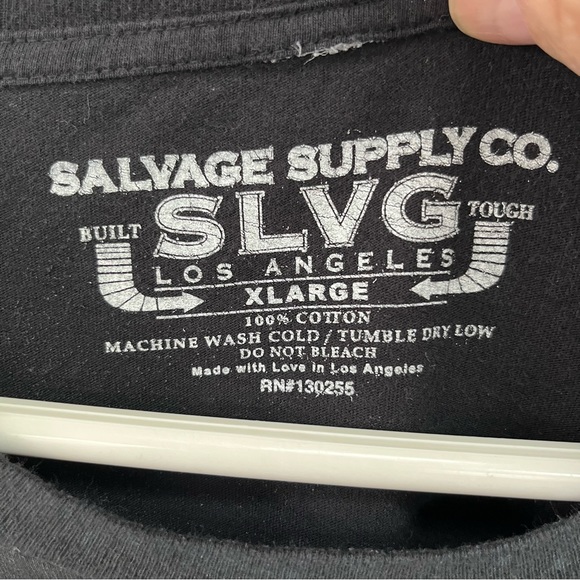 SALVAGE SUPPLY CO.
BUILT SLVG TOUGH
LOS ANGELES
XLARGE
100% COTTON
MACHINE WASH COLD / TUMBLE DRY LOW
DO NOT BLEACH
Made with Love in Los Angeles
RN#130255